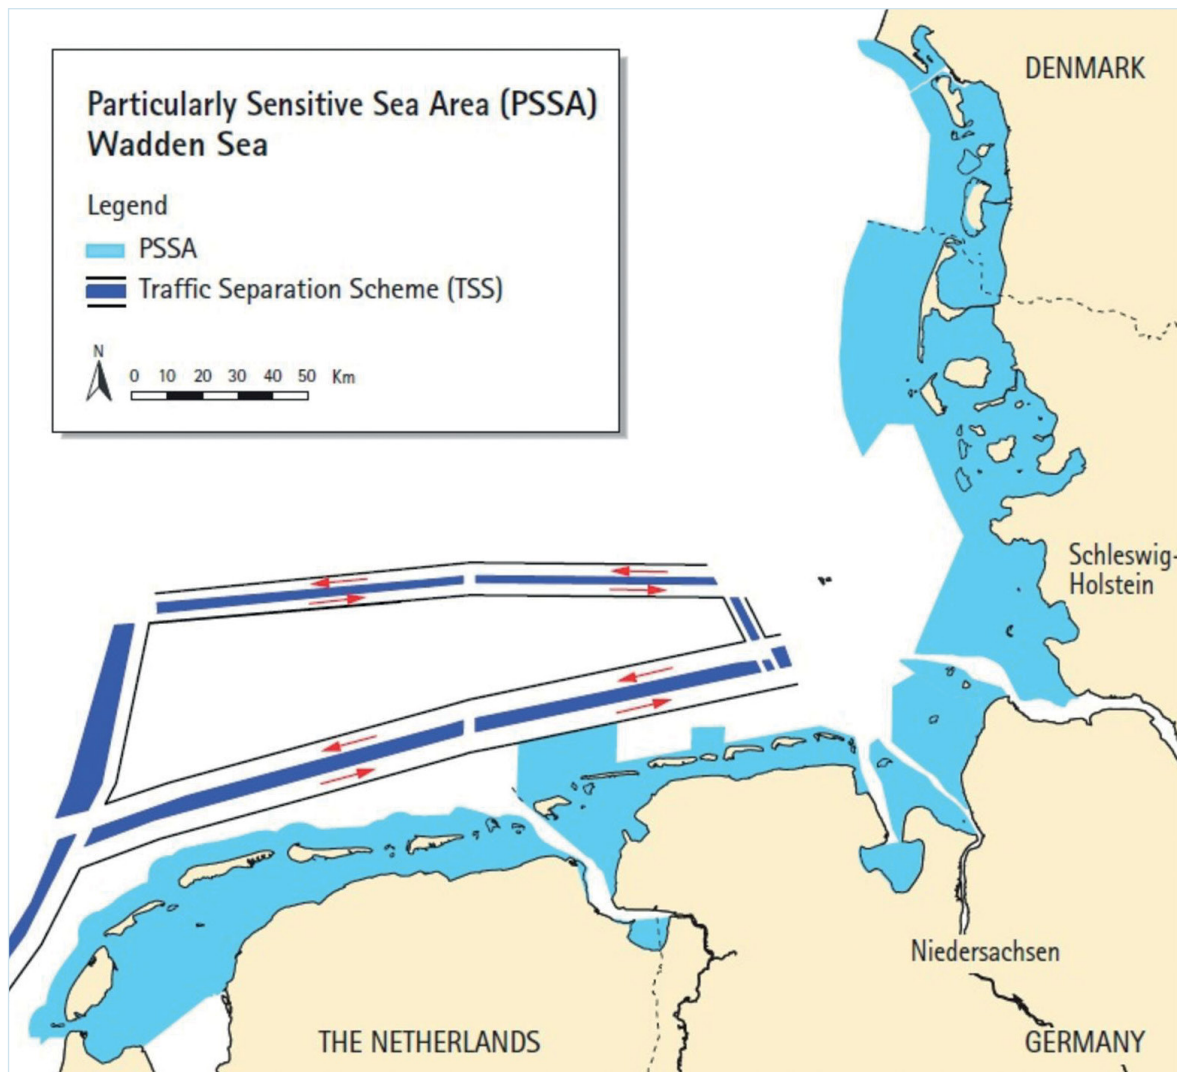 Particularly Sensitive Sea Area (PSSA)
Wadden Sea
Legend
PSSA
Traffic Separation Scheme (TSS)
N
0 10 20 30 40 50 Km
DENMARK
Schleswig-
Holstein
Niedersachsen
THE NETHERLANDS
GERMANY